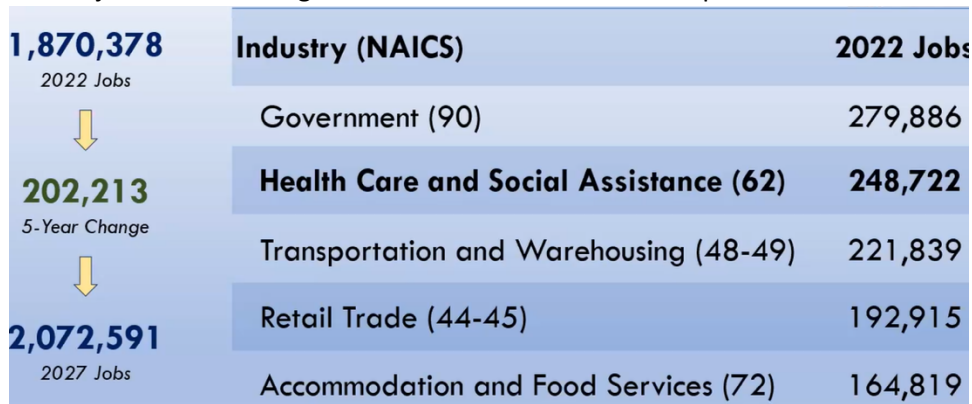 1,870,378
2022 Jobs
202,213
5-Year Change
2,072,591
2027 Jobs
Industry (NAICS) 2022 Jobs
Government (90) 279,886
Health Care and Social Assistance (62) 248,722
Transportation and Warehousing (48-49) 221,839
Retail Trade (44-45) 192,915
Accommodation and Food Services (72) 164,819